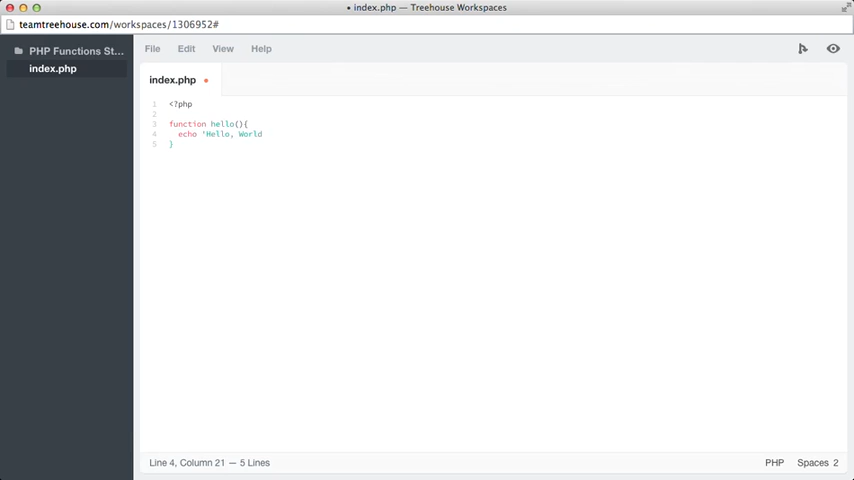 • index.php — Treehouse Workspaces
teamtreehouse.com/workspaces/1306952#
PHP Functions St...
index.php
File Edit View Help
index.php
1 <?php
2
3 function hello(){
4 echo 'Hello, World
5 }
Line 4, Column 21 — 5 Lines
PHP Spaces 2